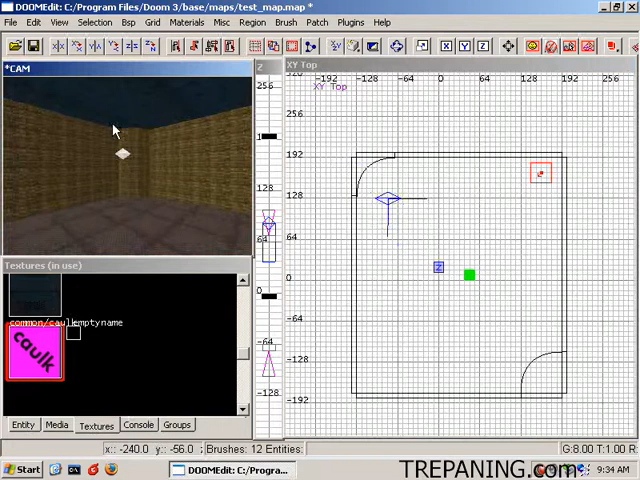 DOOMEdit: C:/Program Files/Doom 3/base/maps/test_map.map *
File Edit View Selection Bsp Grid Materials Misc Region Brush Patch Plugins Help
*CAM
Z
XY Top
XY Top
-192 -128 -64 0 64 128 192 256
256
192
128
64
0
-64
-128
-192
256
128
64
0
-64
-128
Z
Textures (in use)
common/caulkemptyname
caulk
Entity Media Textures Console Groups
x:: -240.0 y:: -56.0 Brushes: 12 Entities:
G:8.00 T:1.00 R:
Start
DOOMEdit: C:/Progra...
9:34 AM
TREPANING.com